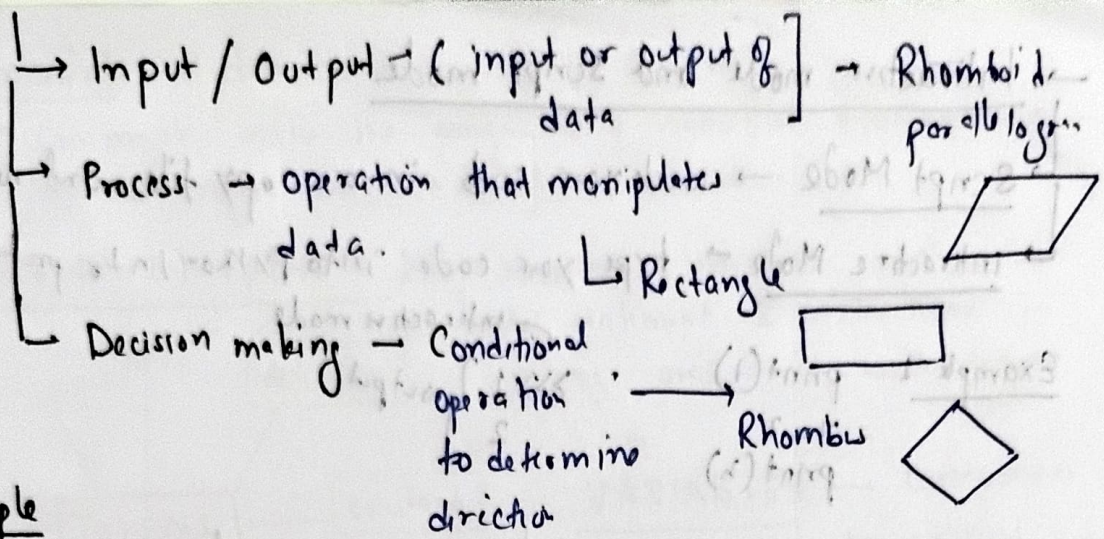 → Input / Output → ( input or output of data ] → Rhomboid parallelogram
→ Process → operation that manipulates
data.
↳ Rectangle
Decision making – Conditional
operation →
Rhombus
to determine
direction
ple